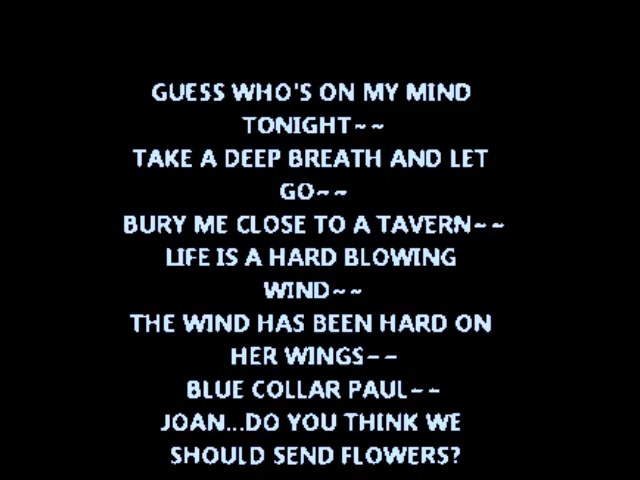 GUESS WHO'S ON MY MIND
TONIGHT~~
TAKE A DEEP BREATH AND LET
GO~~
BURY ME CLOSE TO A TAVERN~~
LIFE IS A HARD BLOWING
WIND~~
THE WIND HAS BEEN HARD ON
HER WINGS~~
BLUE COLLAR PAUL~~
JOAN...DO YOU THINK WE
SHOULD SEND FLOWERS?